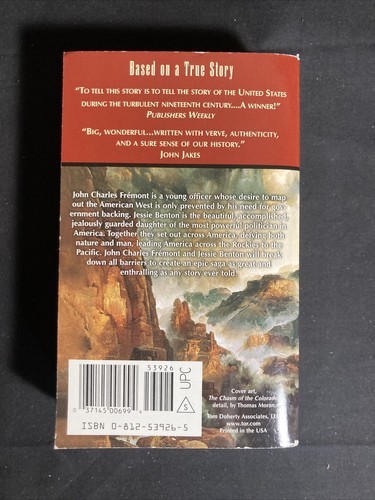 Based on a True Story
“TO TELL THIS STORY IS TO TELL THE STORY OF THE UNITED STATES
DURING THE TURBULENT NINETEENTH CENTURY....A WINNER!”
PUBLISHERS WEEKLY
“BIG, WONDERFUL...WRITTEN WITH VERVE, AUTHENTICITY,
AND A SURE SENSE OF OUR HISTORY.”
JOHN JAKES
John Charles Frémont is a young officer whose desire to map
out the American West is only prevented by his need for gov-
ernment backing. Jessie Benton is the beautiful, accomplished,
jealously guarded daughter of the most powerful politician in
America. Together they set out across America, defying both
nature and man, leading America across the Rockies to the
Pacific. John Charles Frémont and Jessie Benton will break
down all barriers to create an epic saga as great and
enthralling as any story ever told.
53926
UPC
S
0 37145 00699 4
ISBN 0-812-53926-5
Cover art,
The Chasm of the Colorado,
detail, by Thomas Moran
Tom Doherty Associates, LLC
www.tor.com
Printed in the USA